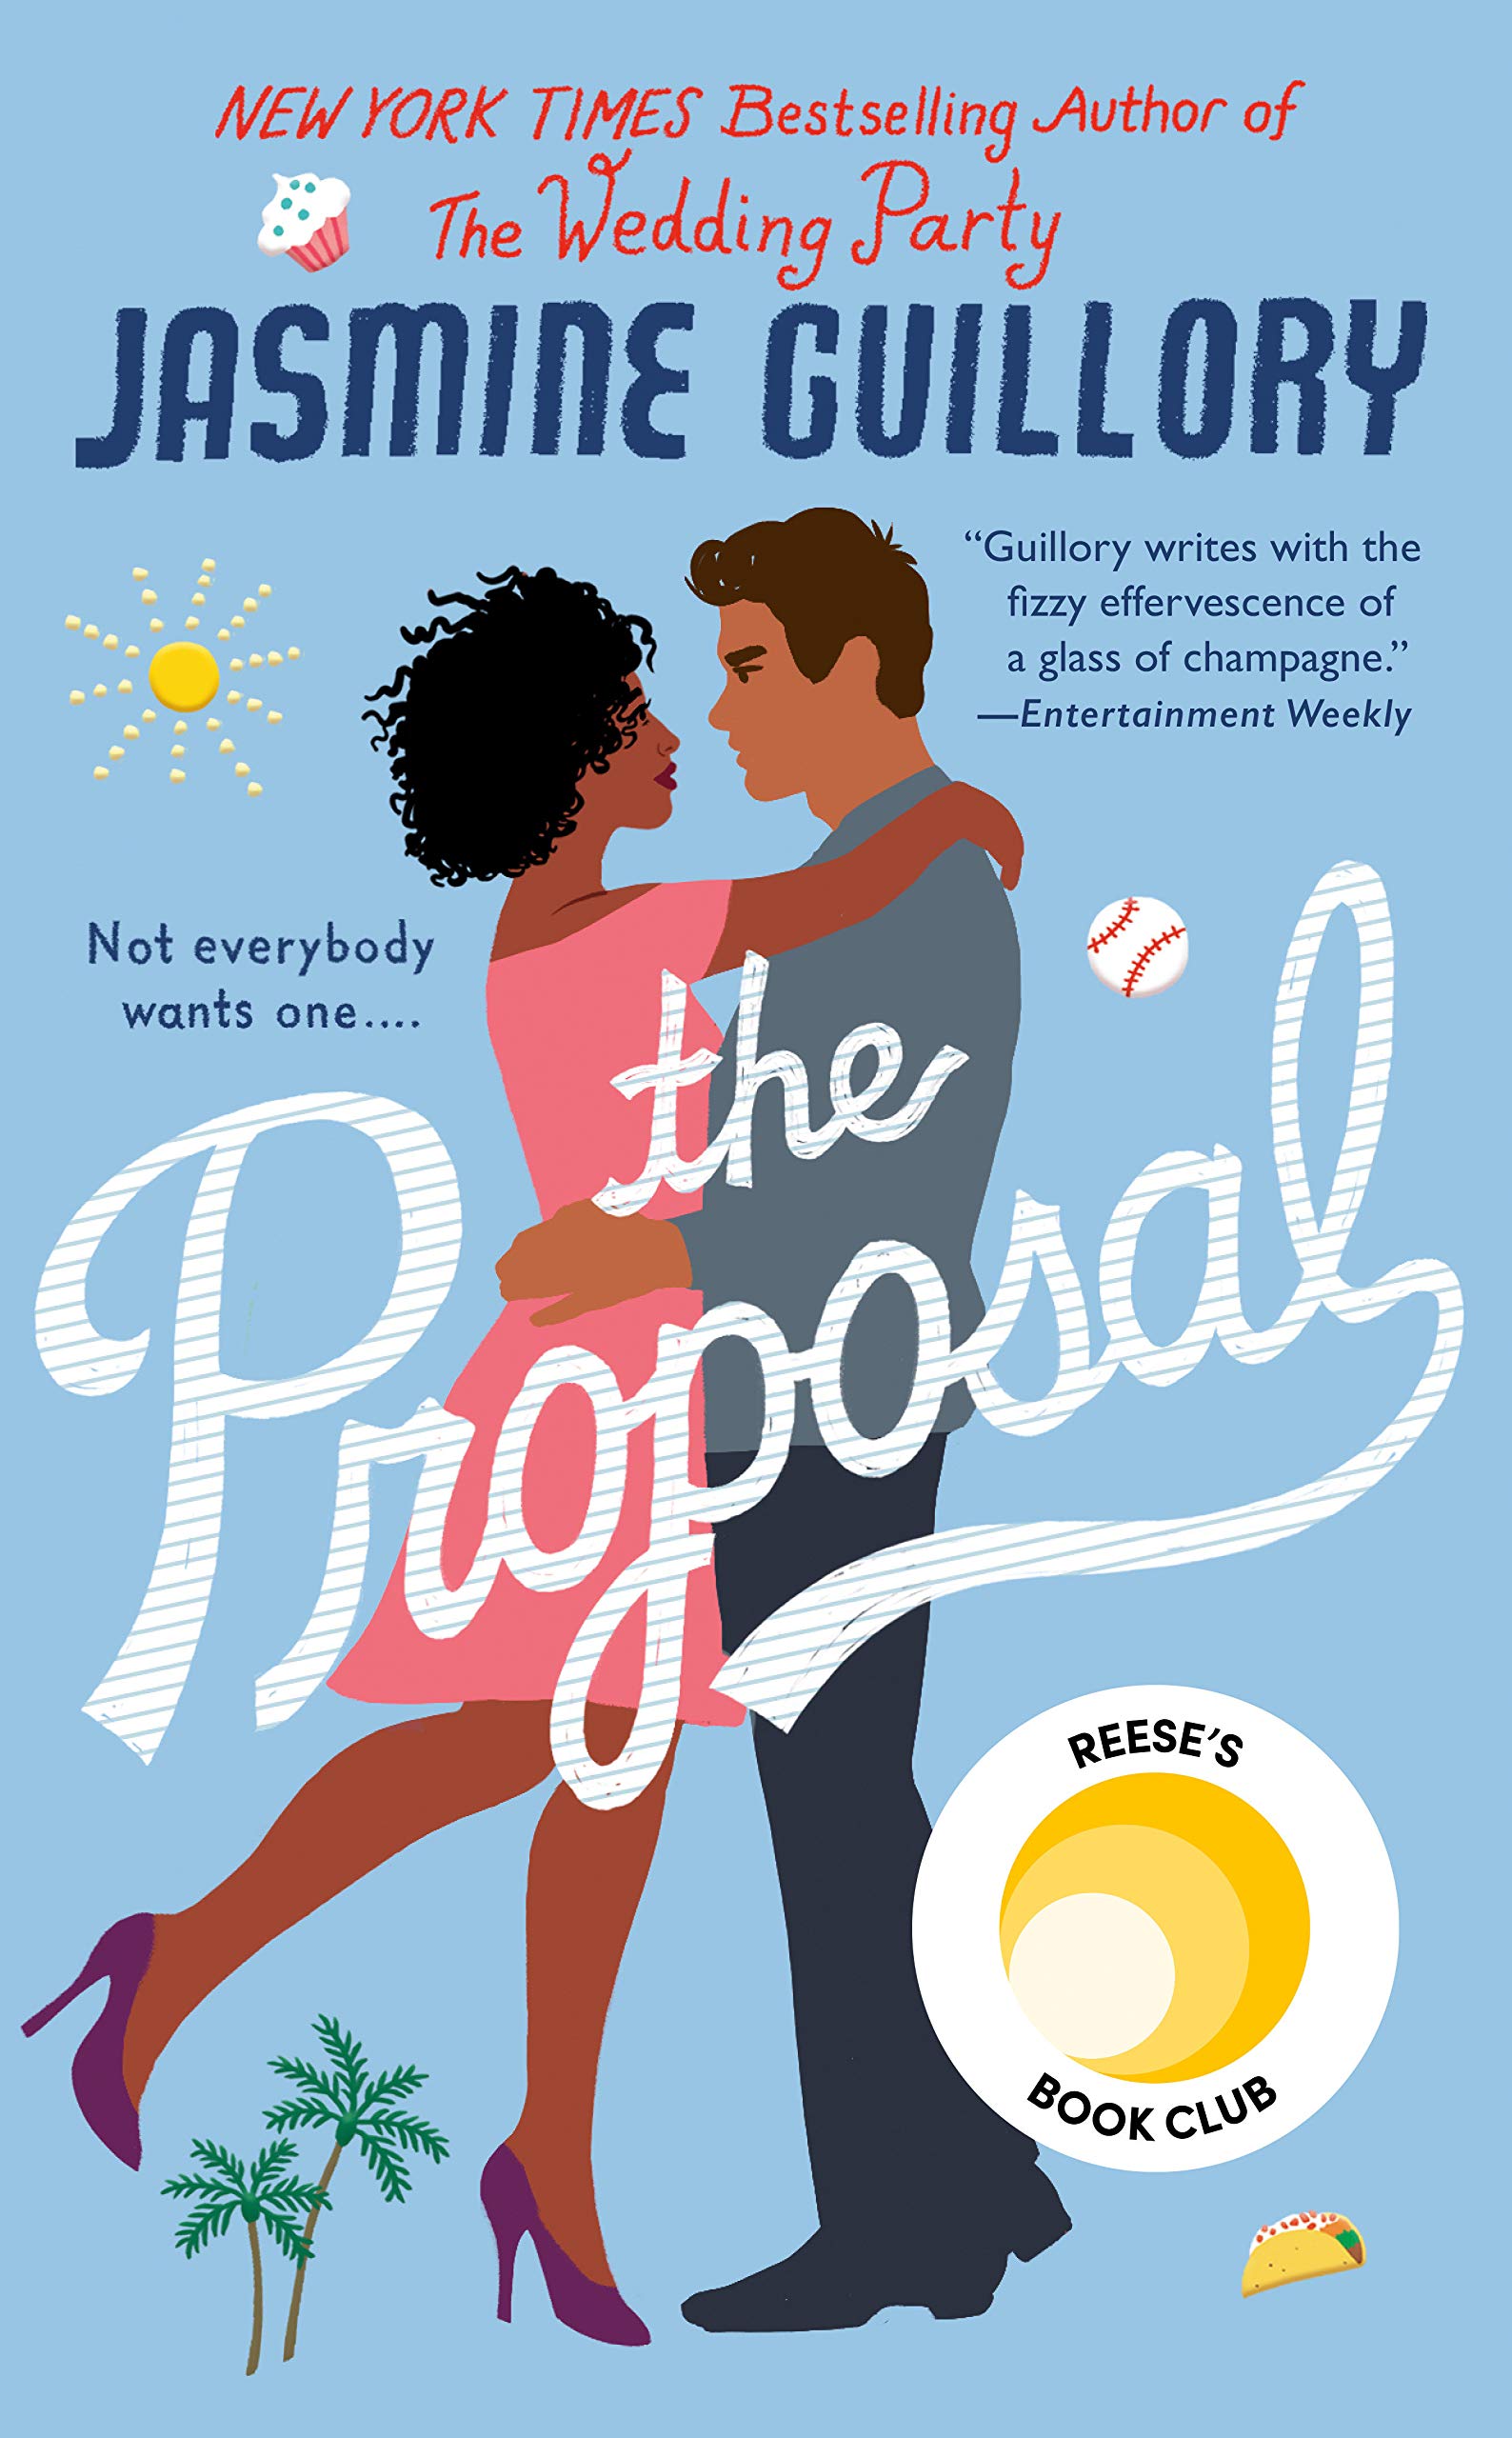 NEW YORK TIMES Bestselling Author of
The Wedding Party
JASMINE GUILLORY
“Guillory writes with the
fizzy effervescence of
a glass of champagne.”
—Entertainment Weekly
Not everybody
wants one....
the
Proposal
REESE’S
BOOK CLUB